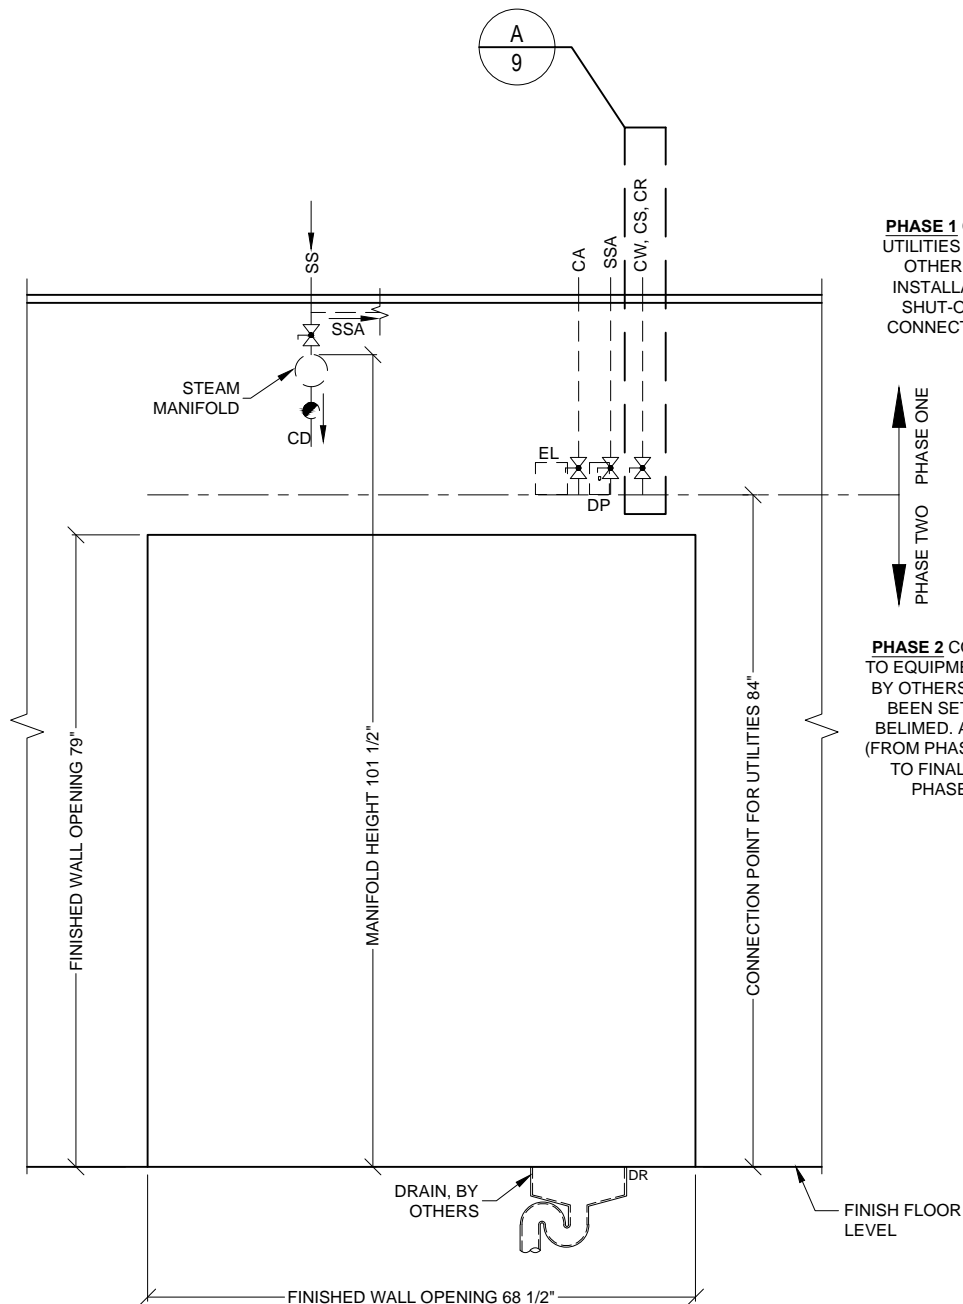 A
9
SS
CA
SSA
CW, CS, CR
PHASE 1
UTILITIES
OTHER
INSTALLA
SHUT-O
CONNECT
SSA
STEAM
MANIFOLD
CD
EL
DP
PHASE ONE
PHASE TWO
PHASE 2 CO
TO EQUIPME
BY OTHERS
BEEN SET
BELIMED. A
(FROM PHAS
TO FINAL
PHASE
FINISHED WALL OPENING 79"
MANIFOLD HEIGHT 101 1/2"
CONNECTION POINT FOR UTILITIES 84"
DRAIN, BY
OTHERS
DR
FINISH FLOOR
LEVEL
FINISHED WALL OPENING 68 1/2"